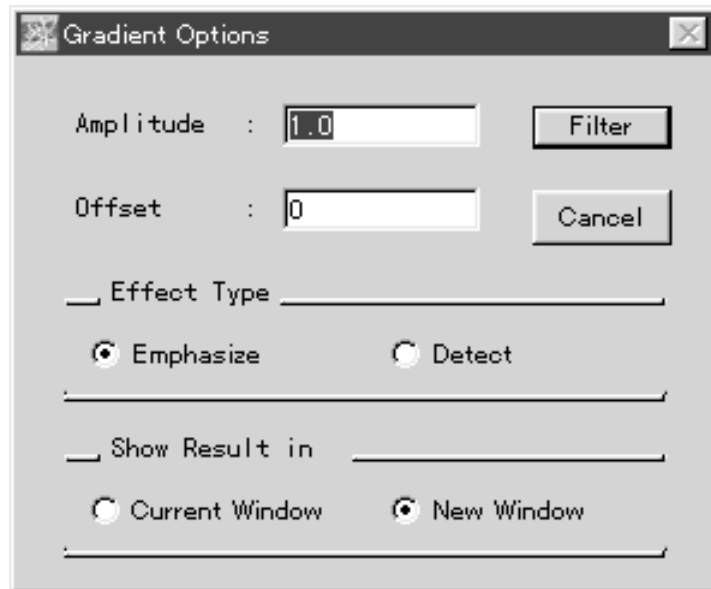 Gradient Options
Amplitude : 1.0 Filter
Offset : 0 Cancel
Effect Type
Emphasize Detect
Show Result in
Current Window New Window